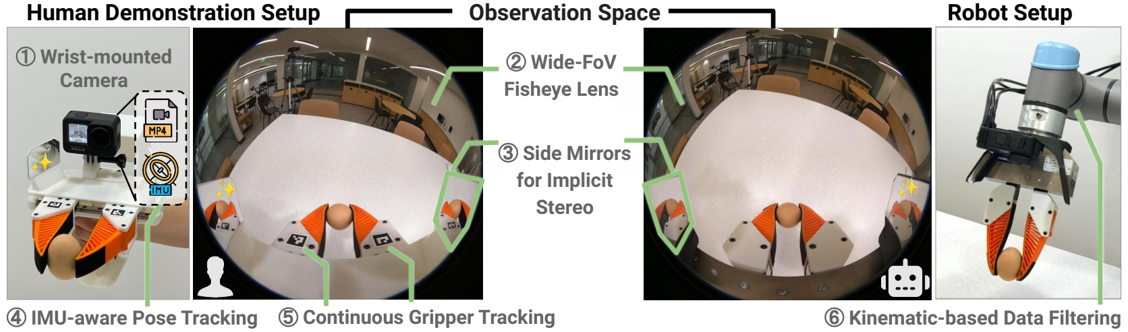 Human Demonstration Setup
Observation Space
Robot Setup
① Wrist-mounted
Camera
MP4
IMU
② Wide-FoV
Fisheye Lens
③ Side Mirrors
for Implicit
Stereo
④ IMU-aware Pose Tracking
⑤ Continuous Gripper Tracking
⑥ Kinematic-based Data Filtering